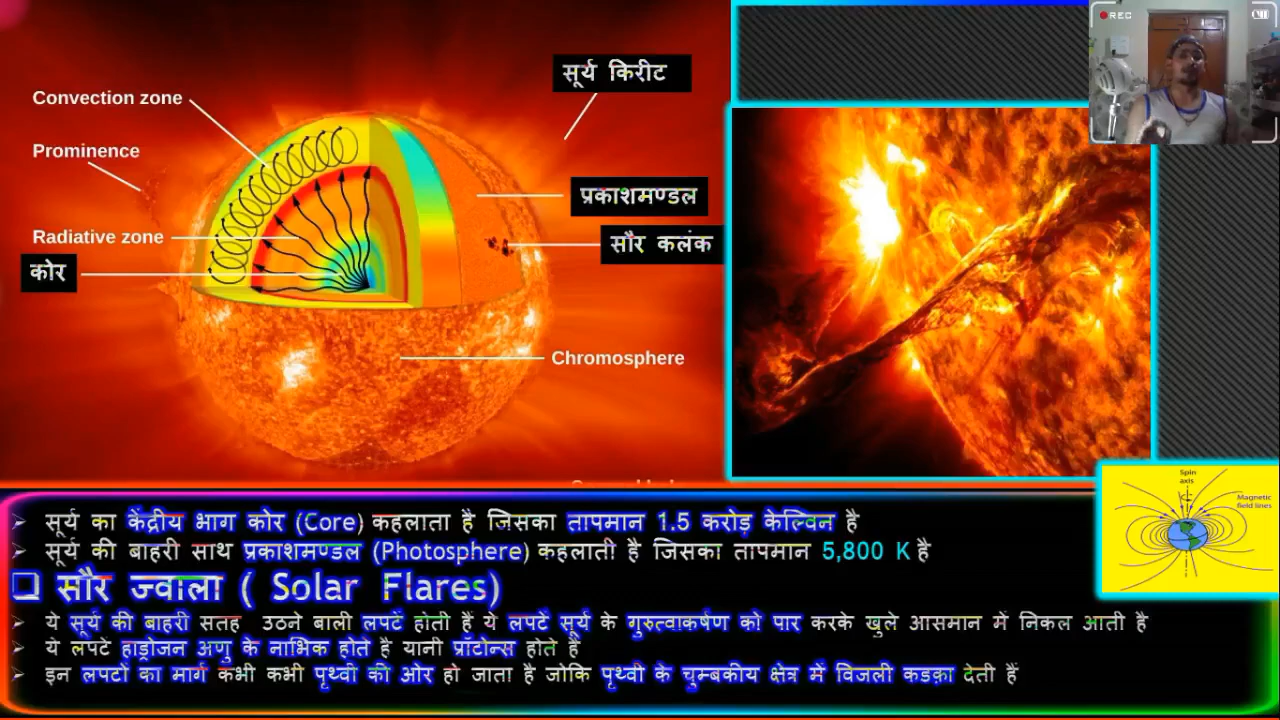 REC
सूर्य किरीट
Convection zone
Prominence
प्रकाशमण्डल
Radiative zone
सौर कलंक
कोर
Chromosphere
Spin
axis
Magnetic
field lines
सूर्य का केंद्रीय भाग कोर (Core) कहलाता है जिसका तापमान 1.5 करोड़ केल्विन है
सूर्य की बाहरी साथ प्रकाशमण्डल (Photosphere) कहलाती है जिसका तापमान 5,800 K है
सौर ज्वाला ( Solar Flares)
ये सूर्य की बाहरी सतह उठने बाली लपटें होती हैं ये लपटें सूर्य के गुरुत्वाकर्षण को पार करके खुले आसमान में निकल आती है
ये लपटें हाड्रोजन अणु के नाभिक होते है यानी प्रॉटोन्स होते हैं
इन लपटों का मार्ग कभी कभी पृथ्वी की ओर हो जाता है जोकि पृथ्वी के चुम्बकीय क्षेत्र में विजली कडक़ा देती हैं